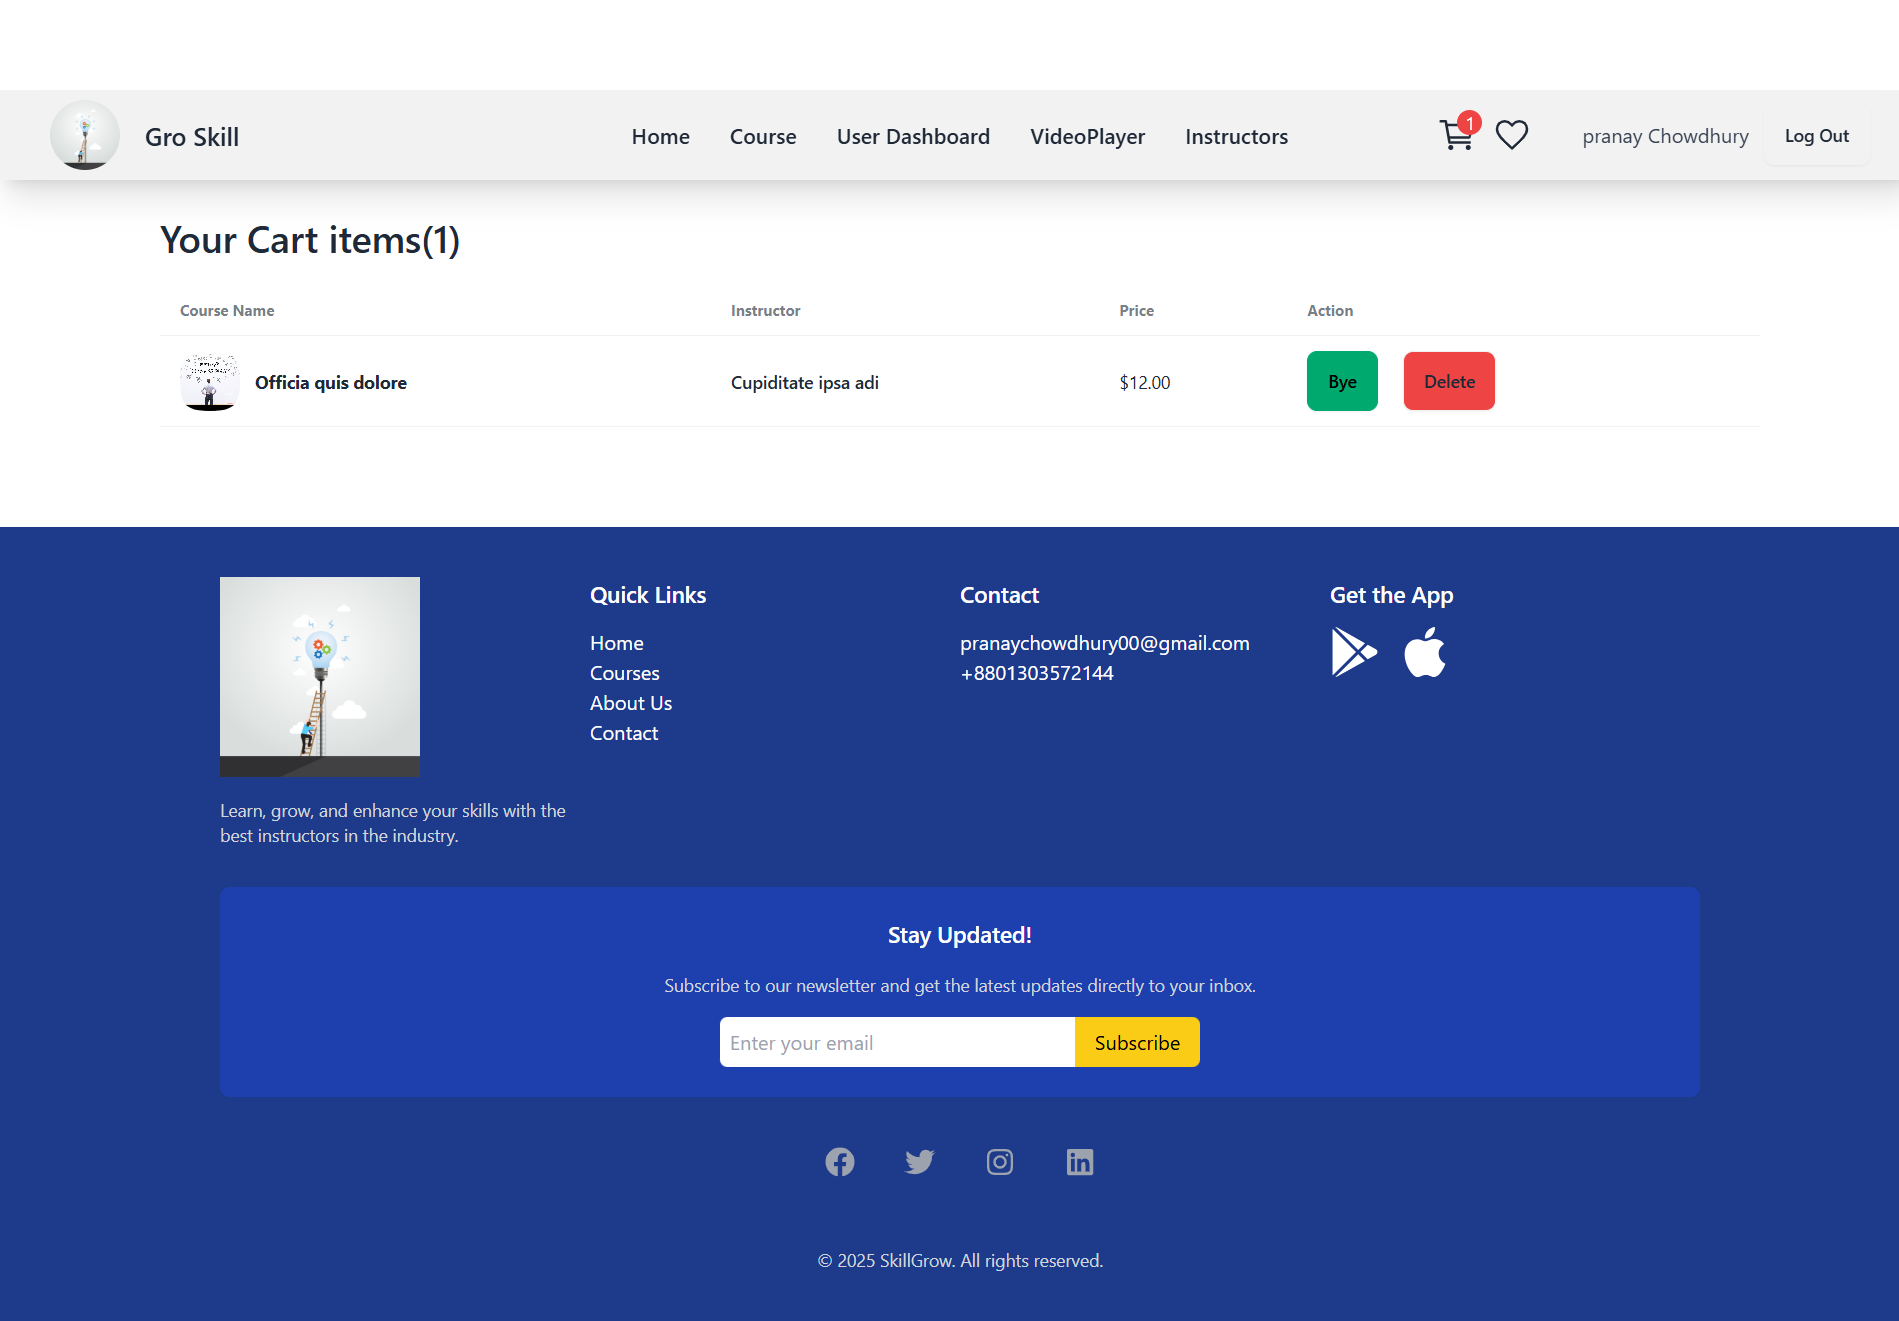 Gro Skill
Home Course User Dashboard VideoPlayer Instructors
1
pranay Chowdhury Log Out
Your Cart items(1)
Course Name Instructor Price Action
Officia quis dolore Cupiditate ipsa adi $12.00 Bye Delete
Quick Links
Home
Courses
About Us
Contact
Contact
pranaychowdhury00@gmail.com
+8801303572144
Get the App
Learn, grow, and enhance your skills with the
best instructors in the industry.
Stay Updated!
Subscribe to our newsletter and get the latest updates directly to your inbox.
Enter your email Subscribe
© 2025 SkillGrow. All rights reserved.